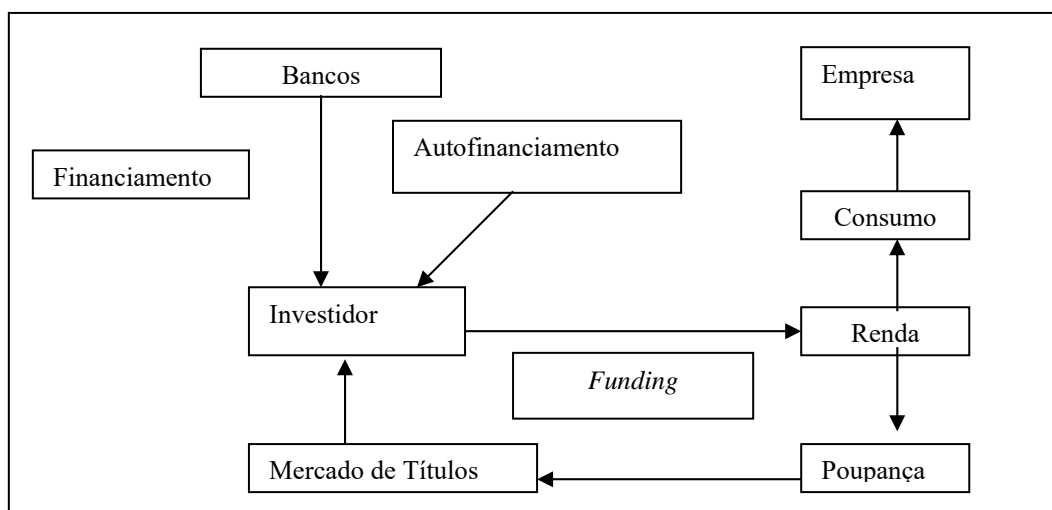 Bancos
Empresa
Autofinanciamento
Financiamento
Consumo
Investidor
Renda
Funding
Mercado de Títulos
Poupança